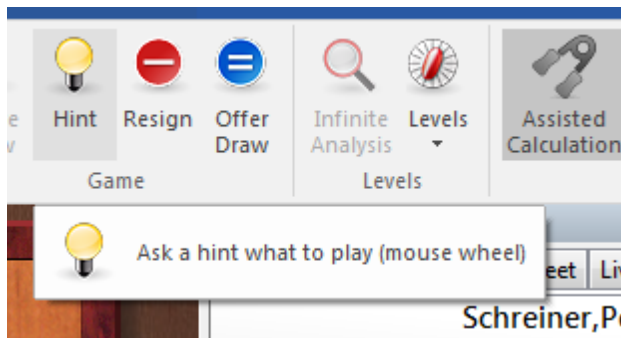 Hint
Resign
Offer
Draw
Infinite
Analysis
Levels
Assisted
Calculation
Game
Levels
Ask a hint what to play (mouse wheel)
Schreiner,P